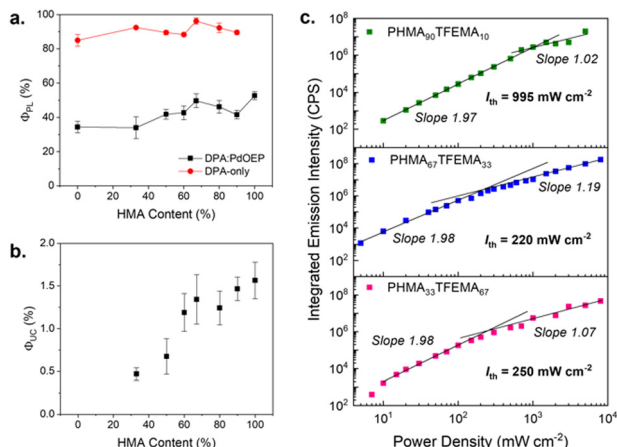 a.
Φ_PL (%)
100
80
60
40
20
0
DPA:PdOEP
DPA-only
0 20 40 60 80 100
HMA Content (%)
b.
Φ_UC (%)
2.0
1.5
1.0
0.5
0.0
0 20 40 60 80 100
HMA Content (%)
c.
Integrated Emission Intensity (CPS)
10^8
10^6
10^4
10^2
PHMA₉₀TFEMA₁₀
Slope 1.02
I_th = 995 mW cm⁻²
Slope 1.97
10^8
10^6
10^4
10^2
PHMA₆₇TFEMA₃₃
Slope 1.19
Slope 1.98
I_th = 220 mW cm⁻²
10^8
10^6
10^4
10^2
10^0
PHMA₃₃TFEMA₆₇
Slope 1.98
Slope 1.07
I_th = 250 mW cm⁻²
10^1 10^2 10^3 10^4
Power Density (mW cm⁻²)